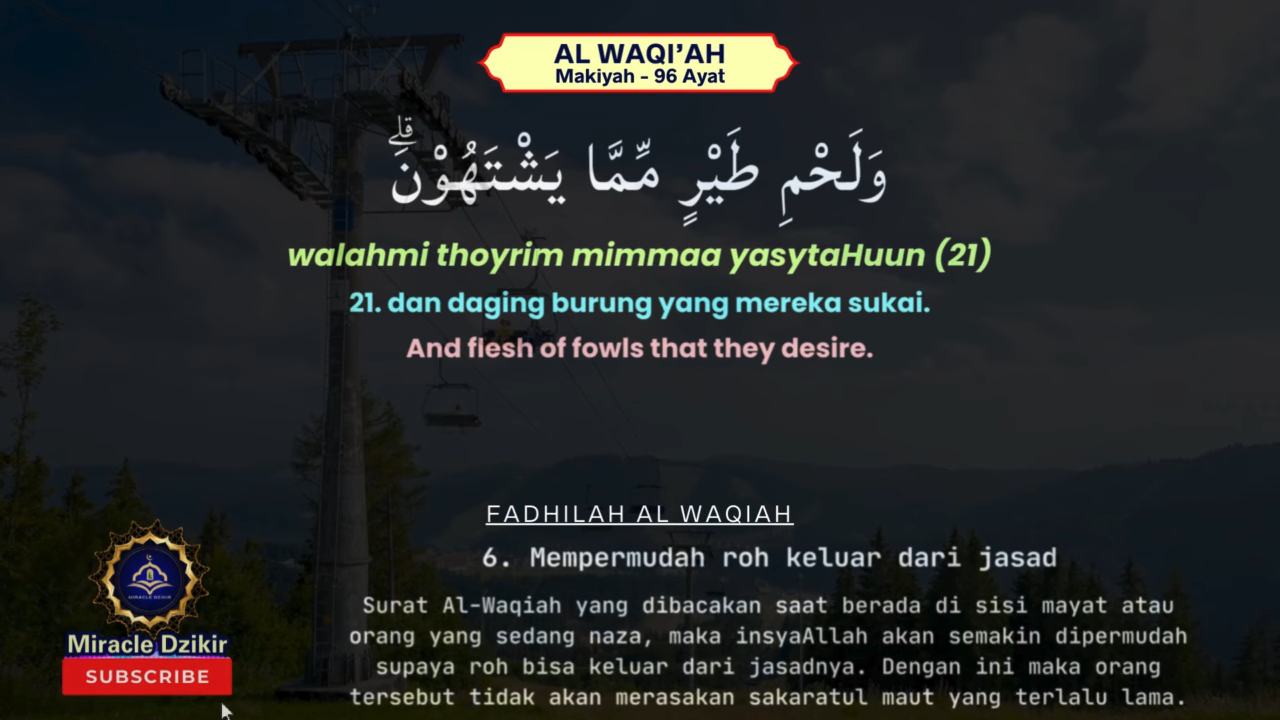 AL WAQI’AH
Makiyah - 96 Ayat
وَلَحْمِ طَيْرٍ مِّمَّا يَشْتَهُوْنَۗ
walahmi thoyrim mimmaa yasytaHuun (21)
21. dan daging burung yang mereka sukai.
And flesh of fowls that they desire.
FADHILAH AL WAQIAH
6. Mempermudah roh keluar dari jasad
Surat Al-Waqiah yang dibacakan saat berada di sisi mayat atau
orang yang sedang naza, maka insyaAllah akan semakin dipermudah
supaya roh bisa keluar dari jasadnya. Dengan ini maka orang
tersebut tidak akan merasakan sakaratul maut yang terlalu lama.
MIRACLE DZIKIR
Miracle Dzikir
SUBSCRIBE